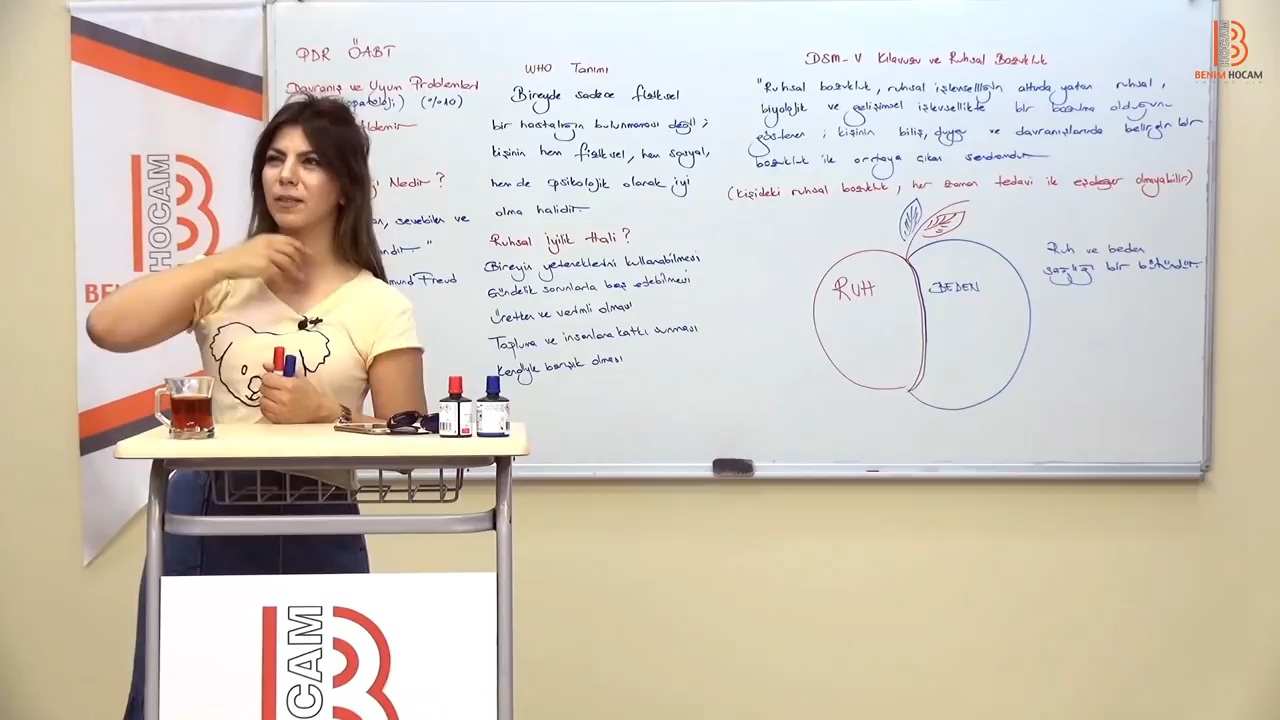 PDR ÖABT
Davranış ve Uyum Problemleri
(%10)
Nedir?
sevebilen ve
WHO Tanımı
Bireyde sadece fiziksel
bir hastalığın bulunmaması değil;
kişinin hem fiziksel, hem sosyal,
hem de psikolojik olarak iyi
olma halidir.
Ruhsal İyilik Hali?
Bireyin yeteneklerini kullanabilmesi
Gündelik sorunlarla baş edebilmesi
Üretken ve verimli olması
Topluma ve insanlara katkı sunması
Kendiyle barışık olması
DSM-V Kılavuzu ve Ruhsal Bozukluk
"Ruhsal bozukluk, ruhsal işlevselliğin altında yatan ruhsal,
biyolojik ve gelişimsel işlevsellikte bir bozulma olduğunu
gösteren; kişinin biliş, duygu ve davranışlarında belirgin bir
bozukluk ile ortaya çıkan sendromdur
(kişideki ruhsal bozukluk, her zaman tedavi ile eşdeğer olmayabilir)
RUH
BEDEN
Ruh ve beden
sağlığı bir bütündür.
BENİM HOCAM
HOCAM
HOCAM
CAM